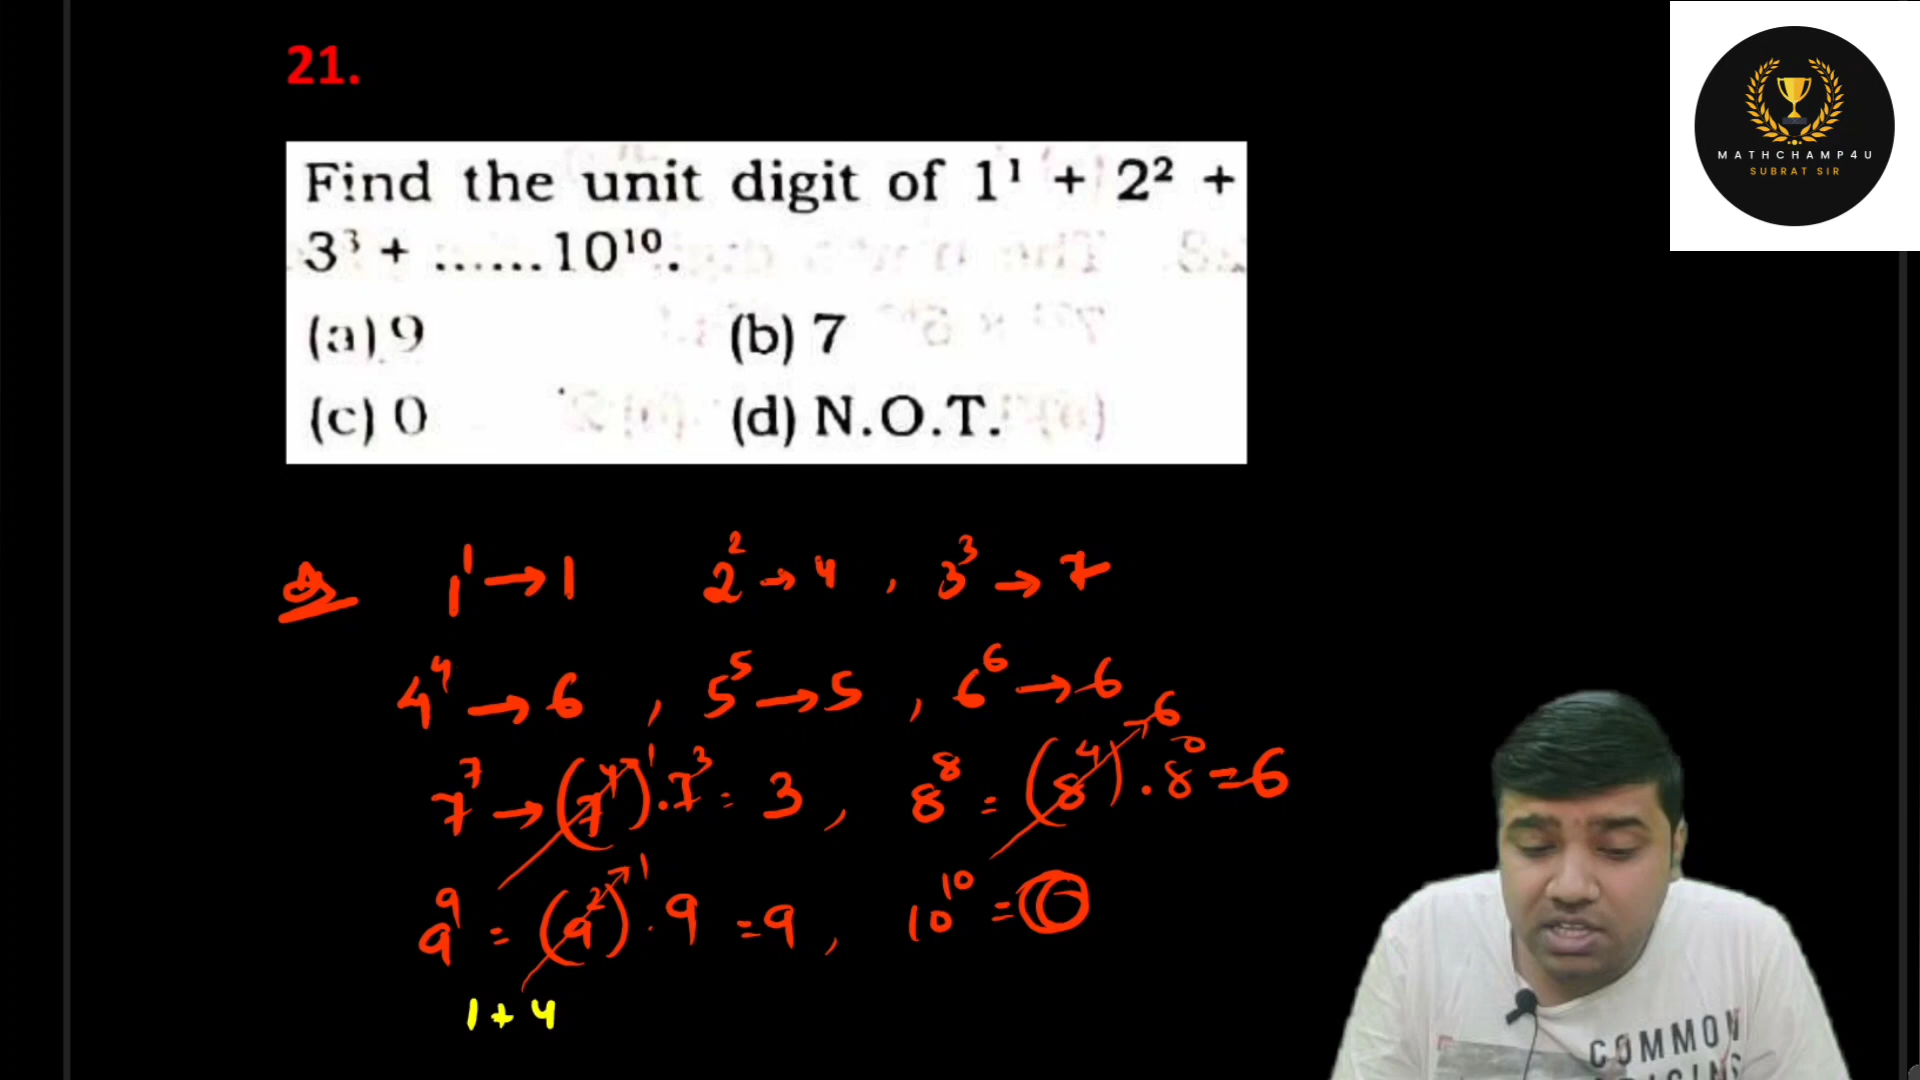 21.
MATHCHAMP4U
SUBRAT SIR
Find the unit digit of 1¹ + 2² +
3³ + ......10¹⁰.
(a) 9 (b) 7
(c) 0 (d) N.O.T.
1¹ → 1 2² → 4 , 3³ → 7
4⁴ → 6 , 5⁵ → 5 , 6⁶ → 6
7⁷ → (7⁴)¹ . 7³ = 3 , 8⁸ = (8⁴)⁶ . 8⁰ = 6
9⁹ = (9²)¹ . 9 = 9 , 10¹⁰ = 0
1 + 4
COMMON